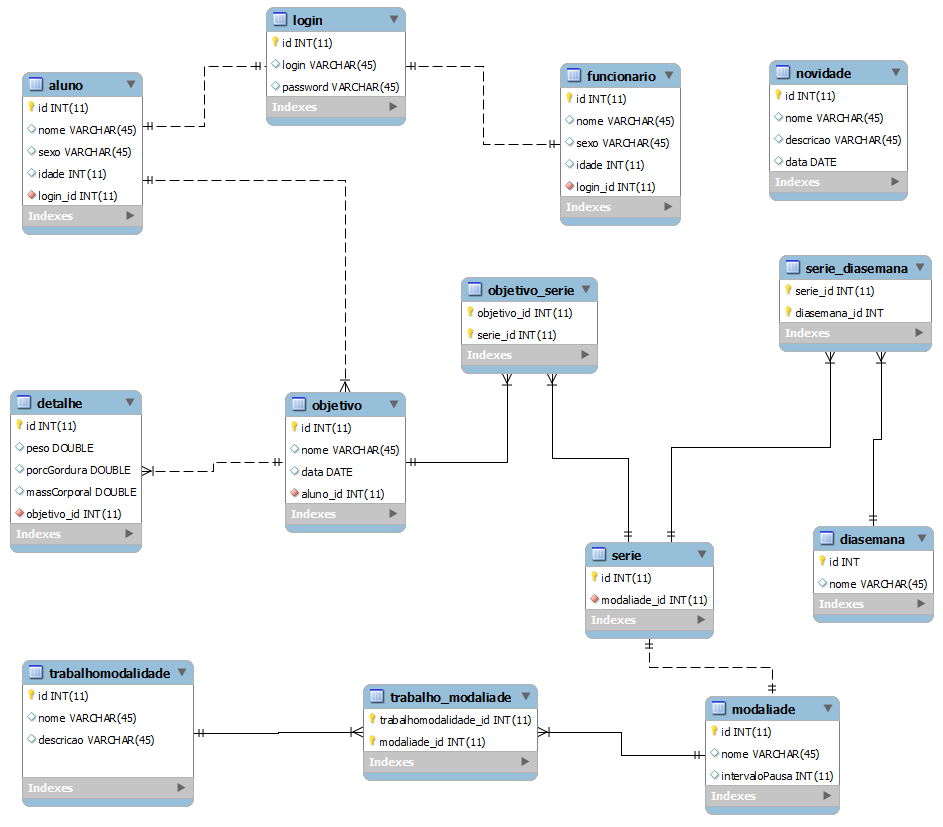 login
id INT(11)
login VARCHAR(45)
password VARCHAR(45)
Indexes
aluno
id INT(11)
nome VARCHAR(45)
sexo VARCHAR(45)
idade INT(11)
login_id INT(11)
Indexes
funcionario
id INT(11)
nome VARCHAR(45)
sexo VARCHAR(45)
idade INT(11)
login_id INT(11)
Indexes
novidade
id INT(11)
nome VARCHAR(45)
descricao VARCHAR(45)
data DATE
Indexes
objetivo_serie
objetivo_id INT(11)
serie_id INT(11)
Indexes
serie_diasemana
serie_id INT(11)
diasemana_id INT
Indexes
detalhe
id INT(11)
peso DOUBLE
porcGordura DOUBLE
massCorporal DOUBLE
objetivo_id INT(11)
Indexes
objetivo
id INT(11)
nome VARCHAR(45)
data DATE
aluno_id INT(11)
Indexes
serie
id INT(11)
modaliade_id INT(11)
Indexes
diasemana
id INT
nome VARCHAR(45)
Indexes
trabalhomodalidade
id INT(11)
nome VARCHAR(45)
descricao VARCHAR(45)
Indexes
trabalho_modaliade
trabalhomodalidade_id INT(11)
modaliade_id INT(11)
Indexes
modaliade
id INT(11)
nome VARCHAR(45)
intervaloPausa INT(11)
Indexes